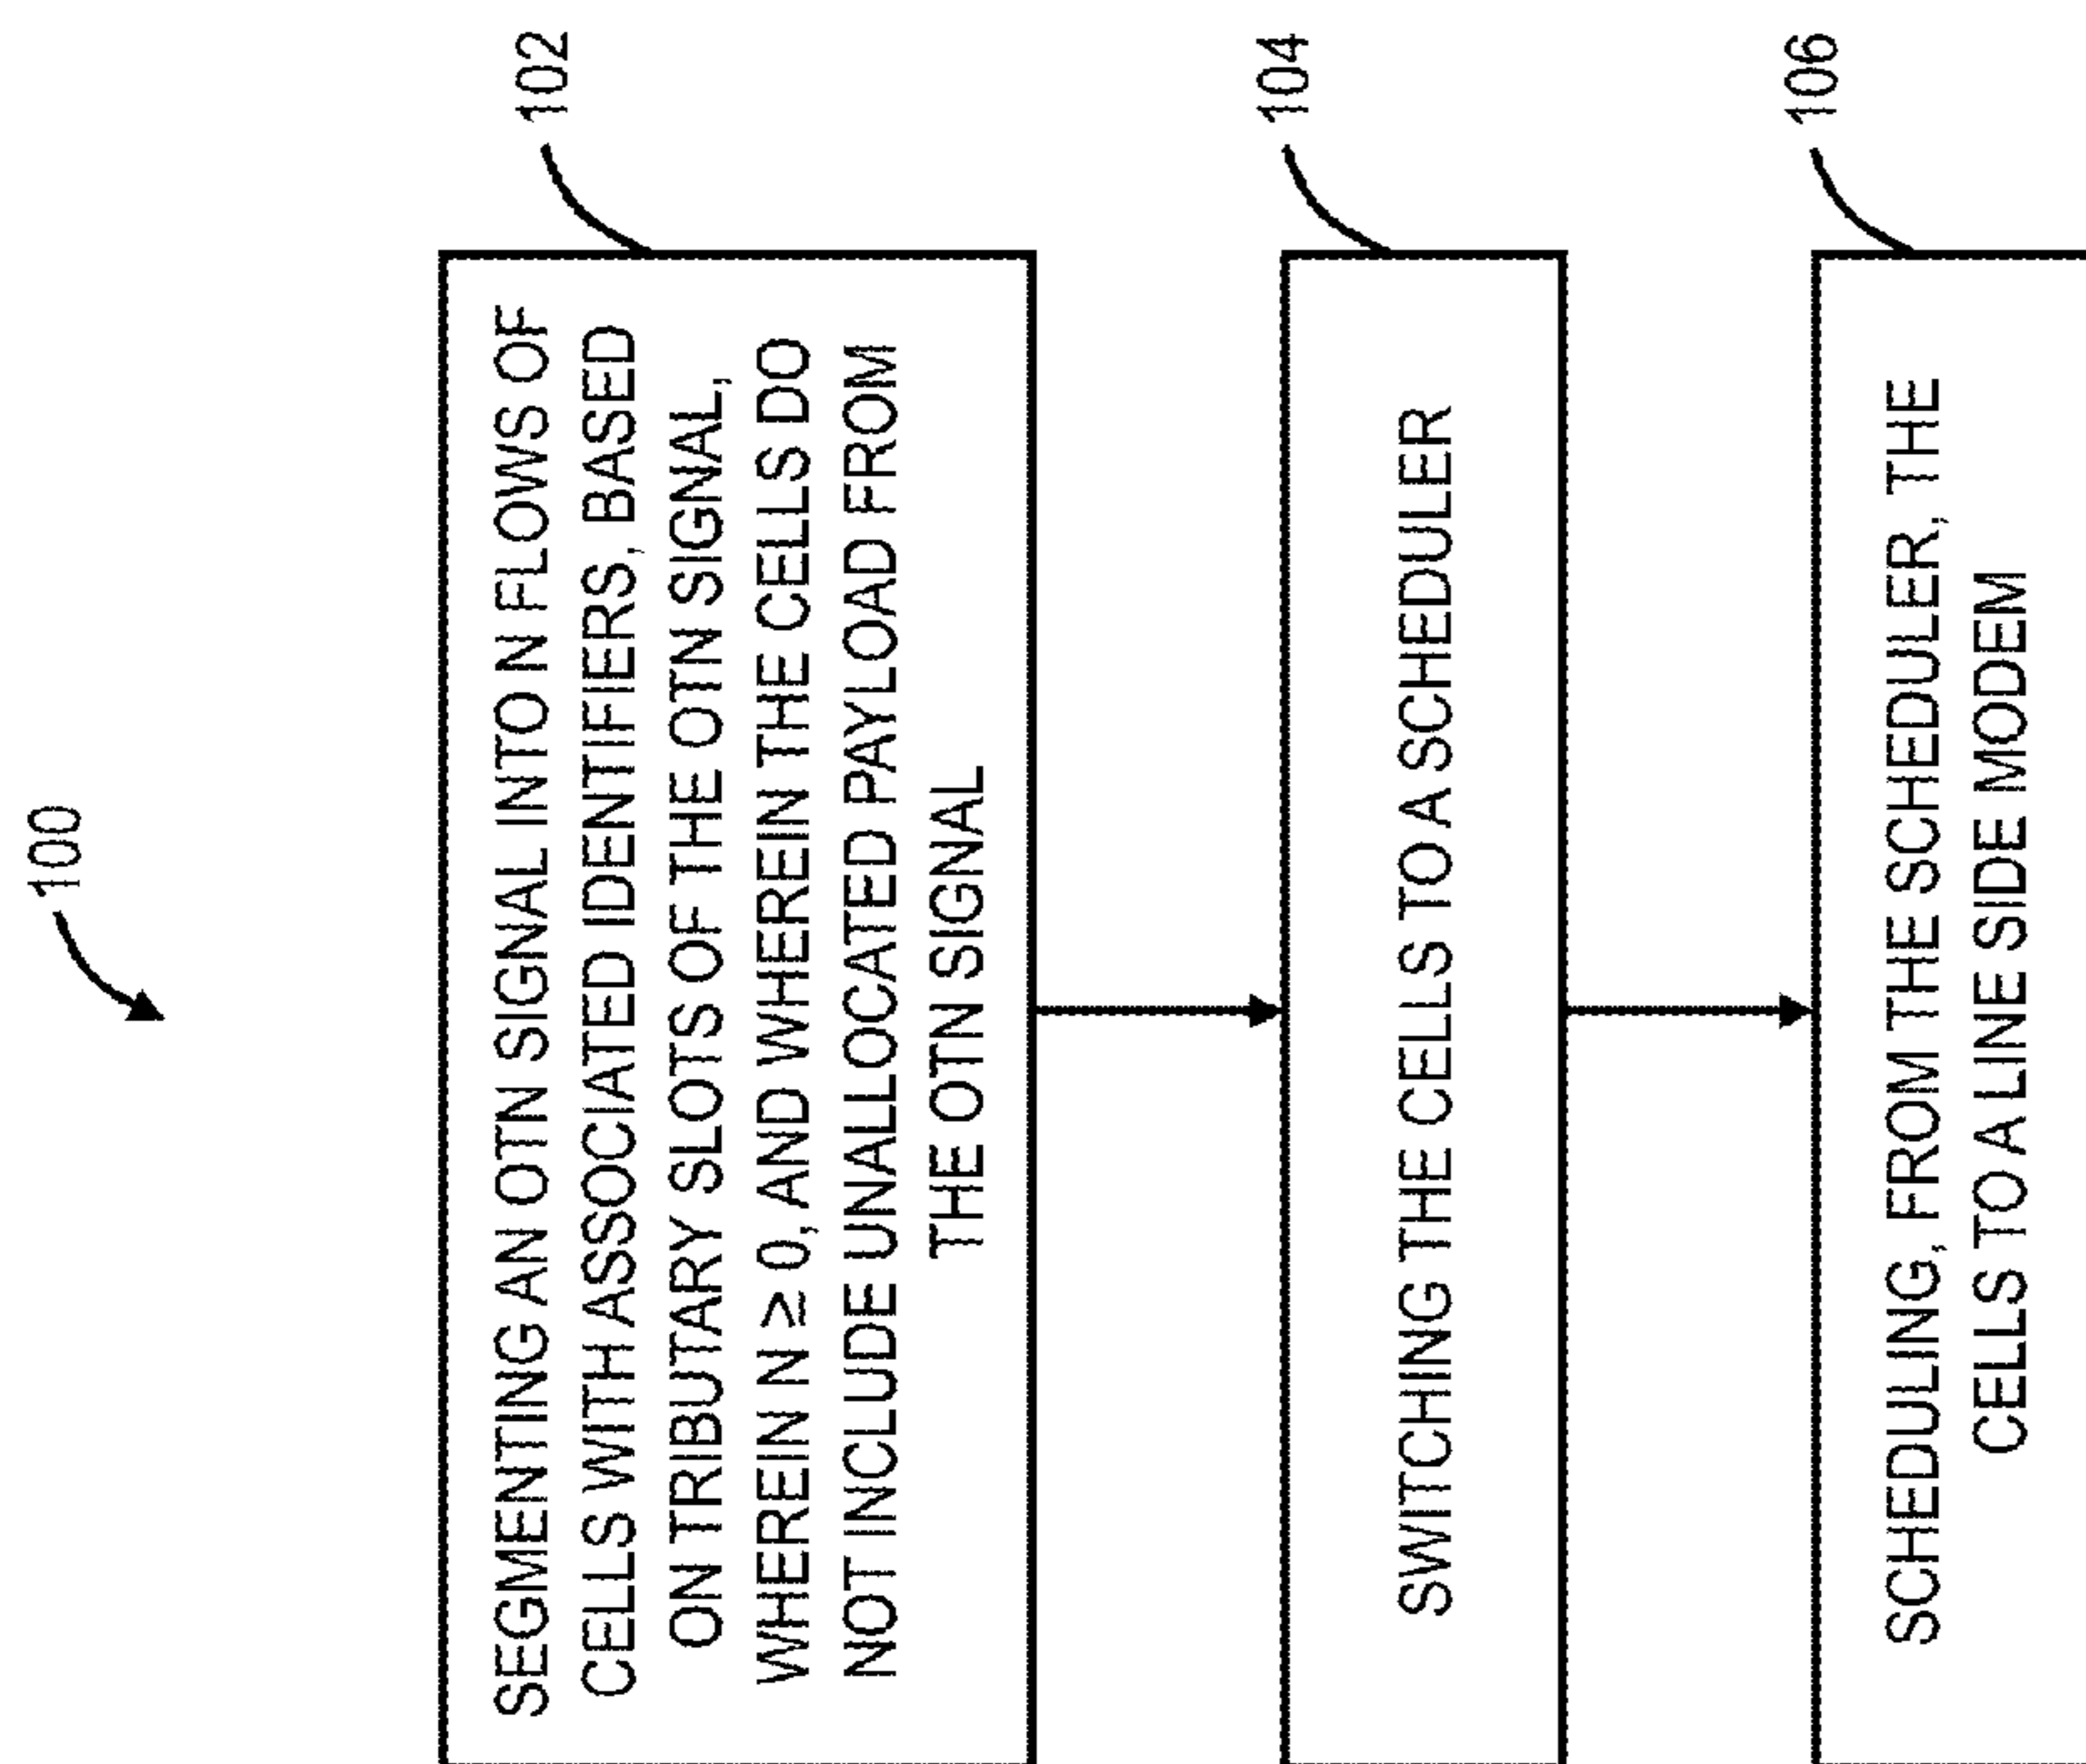 100
102
SEGMENTING AN OTN SIGNAL INTO N FLOWS OF
CELLS WITH ASSOCIATED IDENTIFIERS, BASED
ON TRIBUTARY SLOTS OF THE OTN SIGNAL,
WHEREIN N ≥ 0, AND WHEREIN THE CELLS DO
NOT INCLUDE UNALLOCATED PAYLOAD FROM
THE OTN SIGNAL
104
SWITCHING THE CELLS TO A SCHEDULER
106
SCHEDULING, FROM THE SCHEDULER, THE
CELLS TO A LINE SIDE MODEM